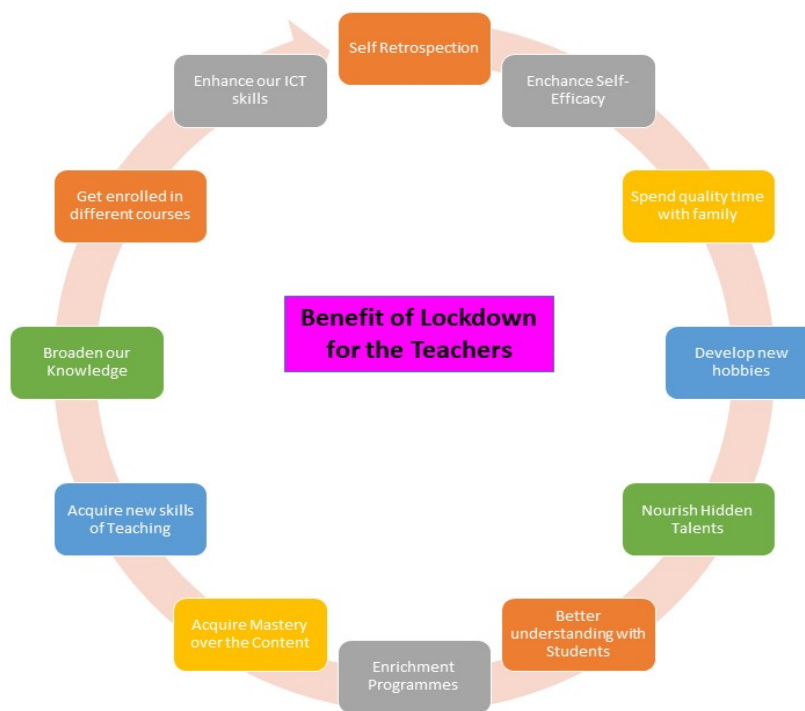 Self Retrospection
Enchance Self-
Efficacy
Spend quality time
with family
Develop new
hobbies
Nourish Hidden
Talents
Better
understanding with
Students
Enrichment
Programmes
Acquire Mastery
over the Content
Acquire new skills
of Teaching
Broaden our
Knowledge
Get enrolled in
different courses
Enhance our ICT
skills
Benefit of Lockdown
for the Teachers